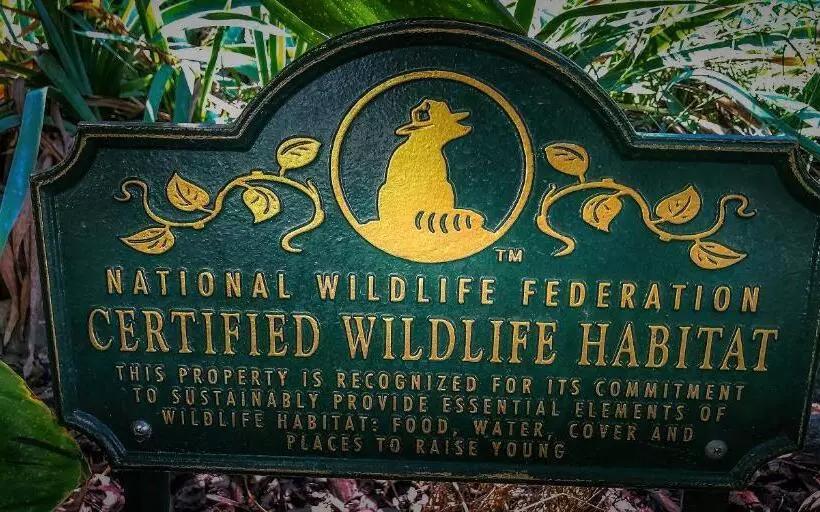 TM
NATIONAL WILDLIFE FEDERATION
CERTIFIED WILDLIFE HABITAT
THIS PROPERTY IS RECOGNIZED FOR ITS COMMITMENT
TO SUSTAINABLY PROVIDE ESSENTIAL ELEMENTS OF
WILDLIFE HABITAT: FOOD, WATER, COVER AND
PLACES TO RAISE YOUNG